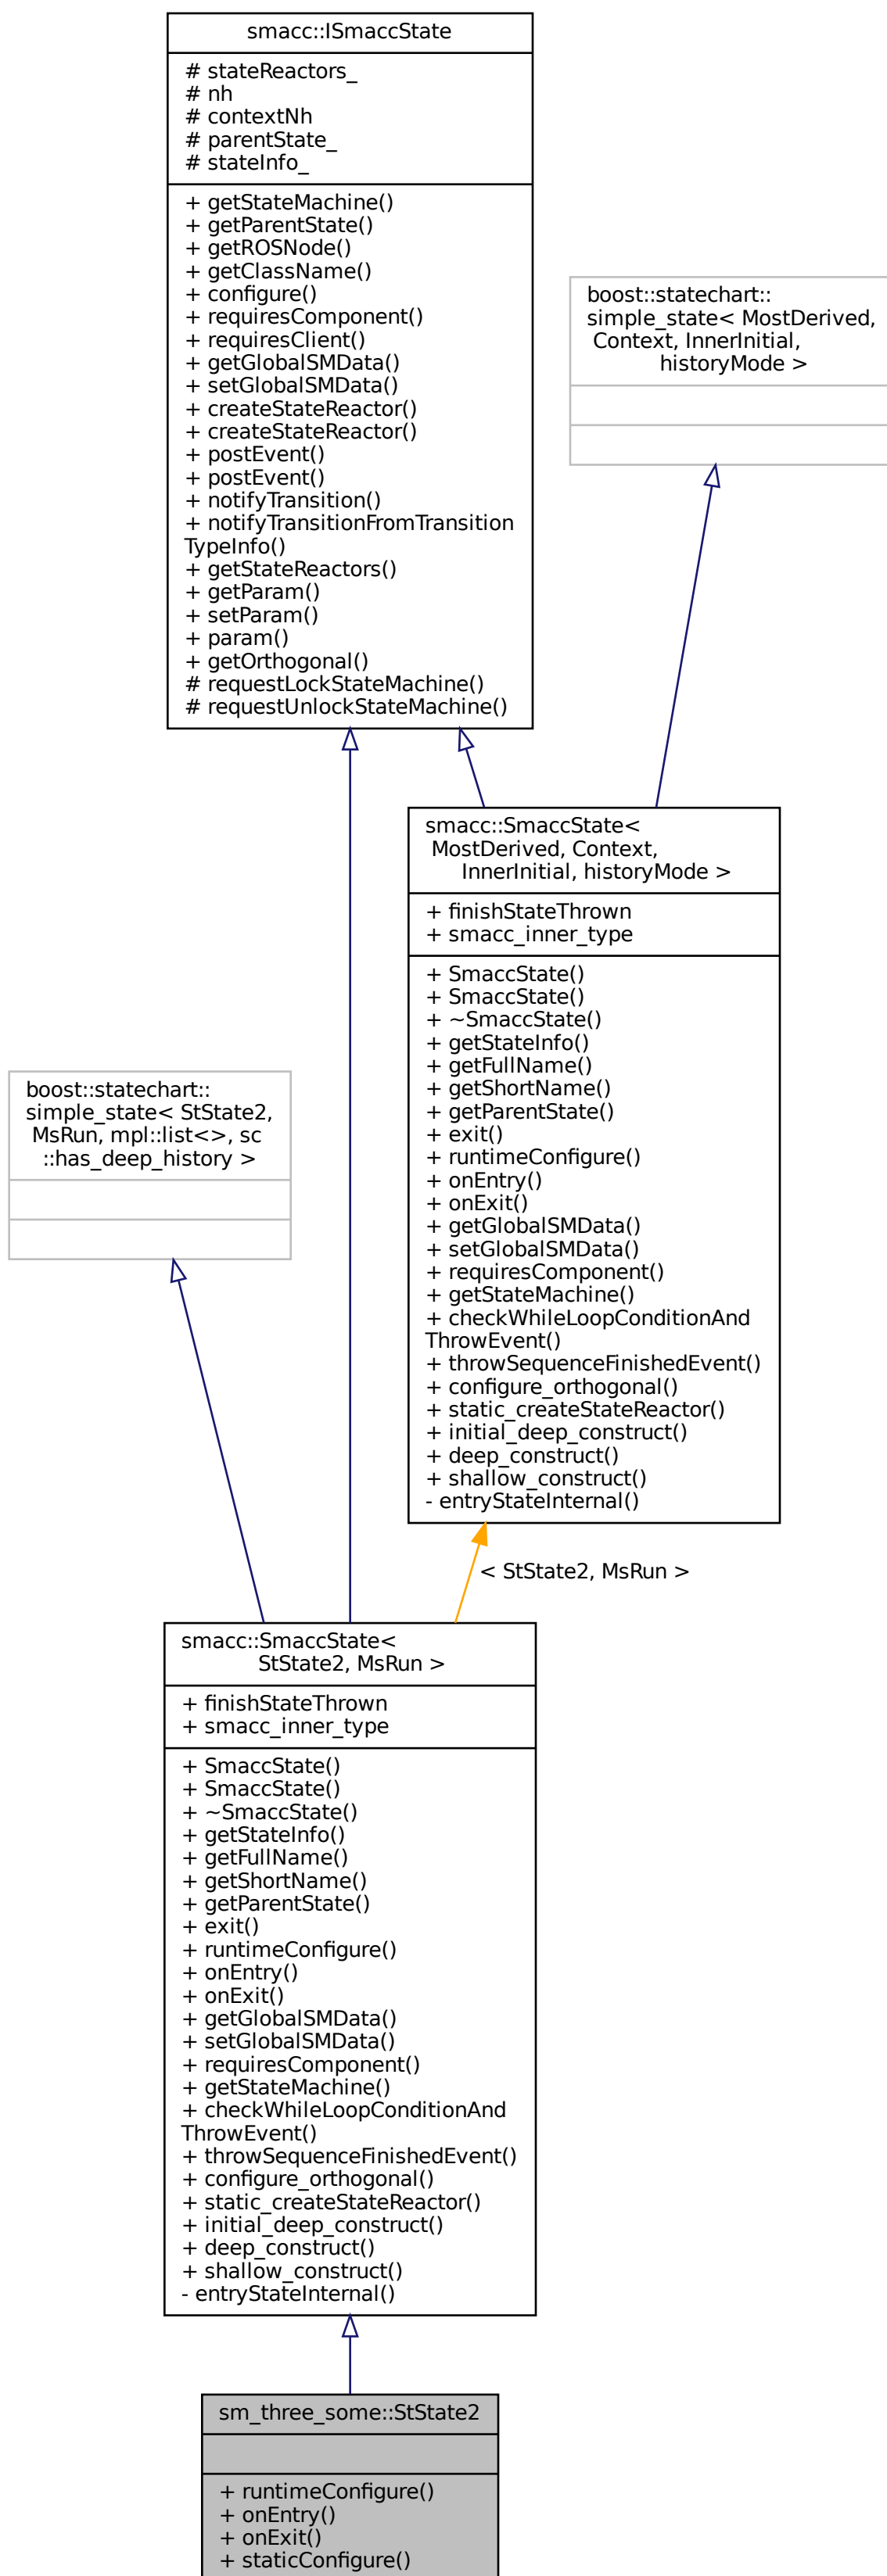 smacc::ISmaccState
# stateReactors_
# nh
# contextNh
# parentState_
# stateInfo_
+ getStateMachine()
+ getParentState()
+ getROSNode()
+ getClassName()
+ configure()
+ requiresComponent()
+ requiresClient()
+ getGlobalSMData()
+ setGlobalSMData()
+ createStateReactor()
+ createStateReactor()
+ postEvent()
+ postEvent()
+ notifyTransition()
+ notifyTransitionFromTransition
TypeInfo()
+ getStateReactors()
+ getParam()
+ setParam()
+ param()
+ getOrthogonal()
# requestLockStateMachine()
# requestUnlockStateMachine()
boost::statechart::
simple_state< MostDerived,
Context, InnerInitial,
historyMode >
smacc::SmaccState<
MostDerived, Context,
InnerInitial, historyMode >
+ finishStateThrown
+ smacc_inner_type
+ SmaccState()
+ SmaccState()
+ ~SmaccState()
+ getStateInfo()
+ getFullName()
+ getShortName()
+ getParentState()
+ exit()
+ runtimeConfigure()
+ onEntry()
+ onExit()
+ getGlobalSMData()
+ setGlobalSMData()
+ requiresComponent()
+ getStateMachine()
+ checkWhileLoopConditionAnd
ThrowEvent()
+ throwSequenceFinishedEvent()
+ configure_orthogonal()
+ static_createStateReactor()
+ initial_deep_construct()
+ deep_construct()
+ shallow_construct()
- entryStateInternal()
boost::statechart::
simple_state< StState2,
MsRun, mpl::list<>, sc
::has_deep_history >
< StState2, MsRun >
smacc::SmaccState<
StState2, MsRun >
+ finishStateThrown
+ smacc_inner_type
+ SmaccState()
+ SmaccState()
+ ~SmaccState()
+ getStateInfo()
+ getFullName()
+ getShortName()
+ getParentState()
+ exit()
+ runtimeConfigure()
+ onEntry()
+ onExit()
+ getGlobalSMData()
+ setGlobalSMData()
+ requiresComponent()
+ getStateMachine()
+ checkWhileLoopConditionAnd
ThrowEvent()
+ throwSequenceFinishedEvent()
+ configure_orthogonal()
+ static_createStateReactor()
+ initial_deep_construct()
+ deep_construct()
+ shallow_construct()
- entryStateInternal()
sm_three_some::StState2
+ runtimeConfigure()
+ onEntry()
+ onExit()
+ staticConfigure()